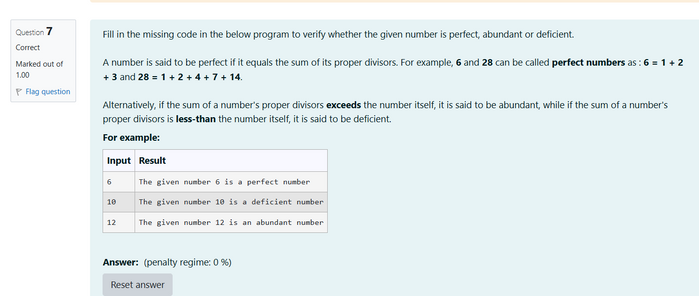 Question 7
Correct
Marked out of
1.00
Flag question
Fill in the missing code in the below program to verify whether the given number is perfect, abundant or deficient.
A number is said to be perfect if it equals the sum of its proper divisors. For example, 6 and 28 can be called perfect numbers as : 6 = 1 + 2
+ 3 and 28 = 1 + 2 + 4 + 7 + 14.
Alternatively, if the sum of a number's proper divisors exceeds the number itself, it is said to be abundant, while if the sum of a number's
proper divisors is less-than the number itself, it is said to be deficient.
For example:
Input Result
6 The given number 6 is a perfect number
10 The given number 10 is a deficient number
12 The given number 12 is an abundant number
Answer: (penalty regime: 0 %)
Reset answer